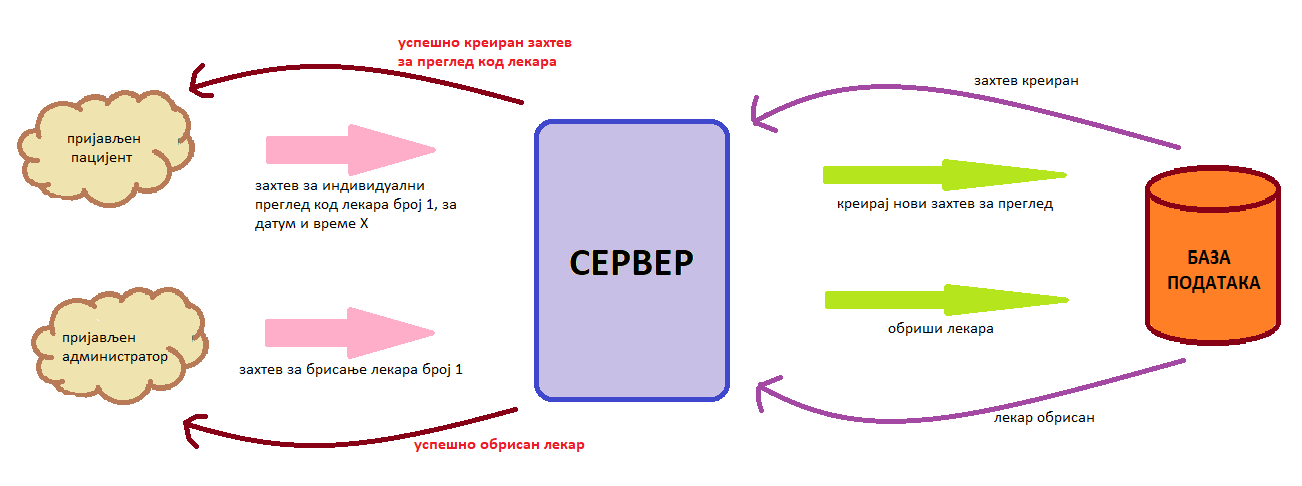 успешно креиран захтев
за преглед код лекара
захтев креиран
пријављен
пацијент
захтев за индивидуални
преглед код лекара број 1, за
датум и време X
креирај нови захтев за преглед
СЕРВЕР
БАЗА
ПОДАТАКА
пријављен
администратор
обриши лекара
захтев за брисање лекара број 1
лекар обрисан
успешно обрисан лекар